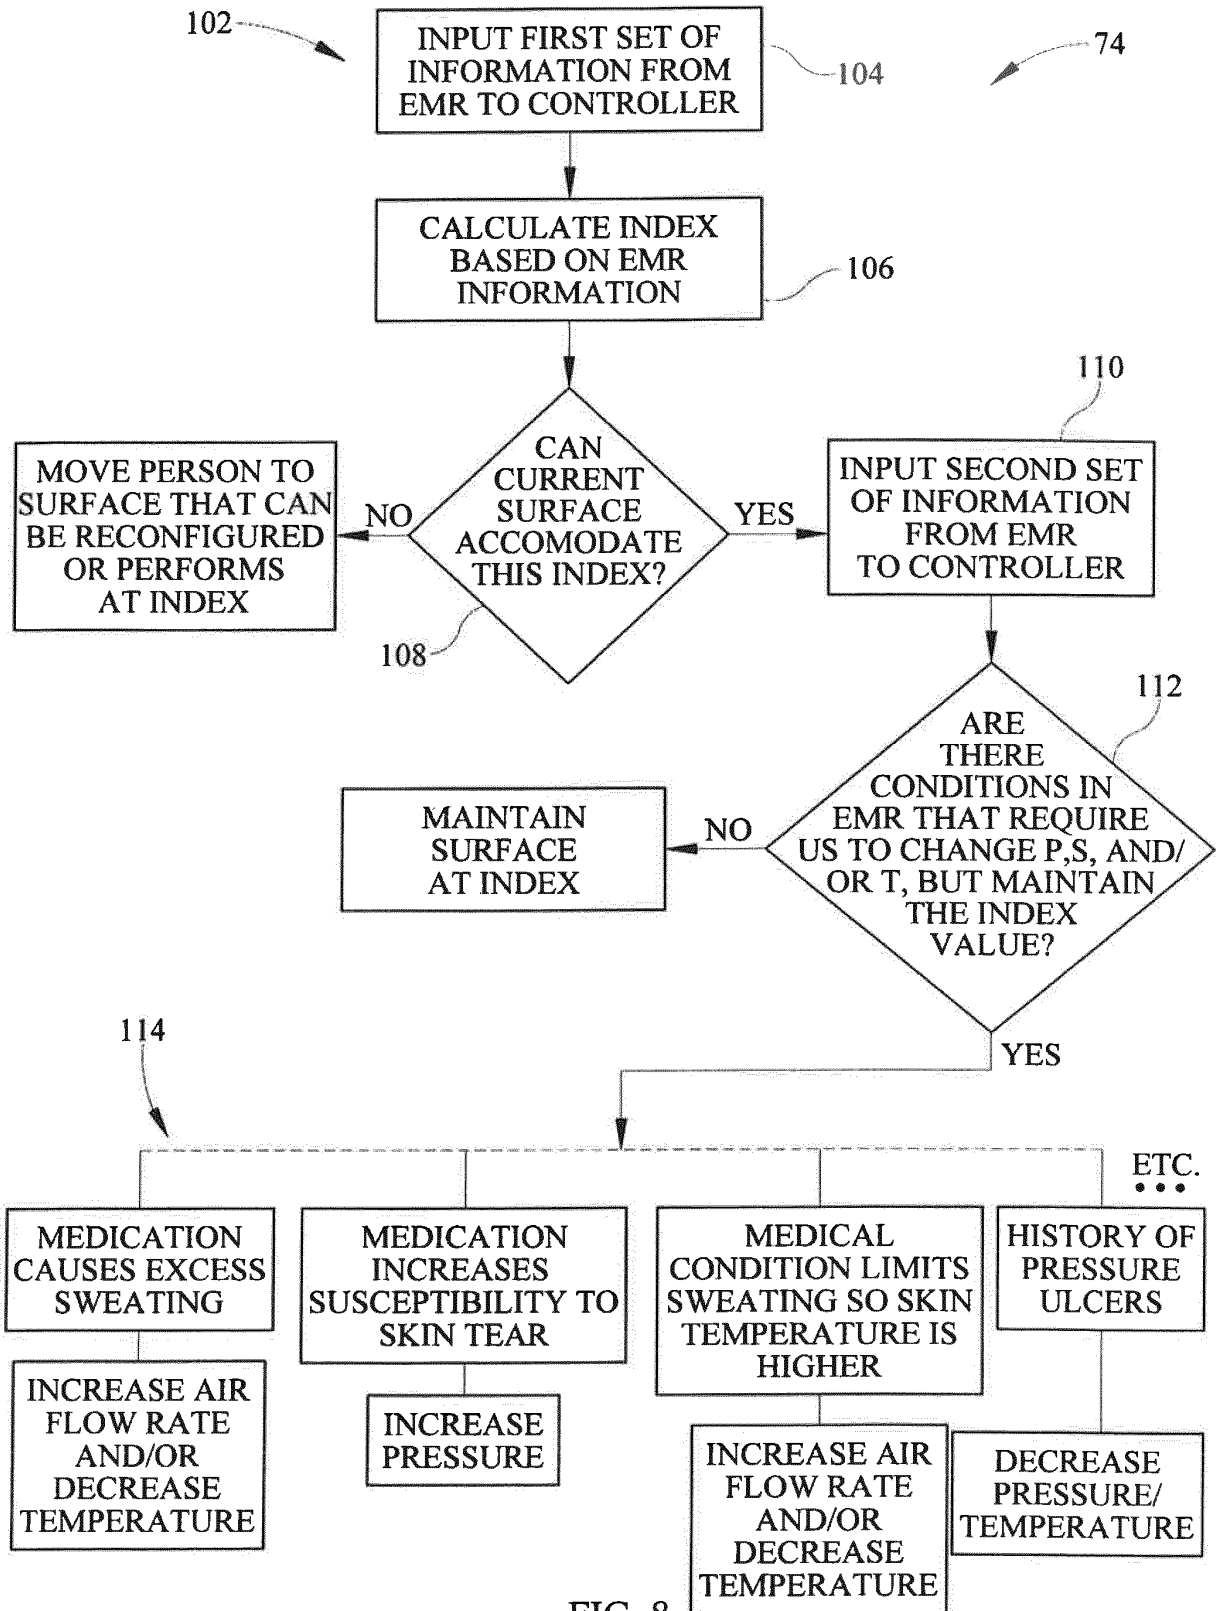 102
INPUT FIRST SET OF
INFORMATION FROM
EMR TO CONTROLLER
104
74
CALCULATE INDEX
BASED ON EMR
INFORMATION
106
CAN
CURRENT
SURFACE
ACCOMODATE
THIS INDEX?
108
NO
MOVE PERSON TO
SURFACE THAT CAN
BE RECONFIGURED
OR PERFORMS
AT INDEX
YES
110
INPUT SECOND SET
OF INFORMATION
FROM EMR
TO CONTROLLER
112
ARE
THERE
CONDITIONS IN
EMR THAT REQUIRE
US TO CHANGE P,S, AND/
OR T, BUT MAINTAIN
THE INDEX
VALUE?
NO
MAINTAIN
SURFACE
AT INDEX
YES
114
ETC.
MEDICATION
CAUSES EXCESS
SWEATING
INCREASE AIR
FLOW RATE
AND/OR
DECREASE
TEMPERATURE
MEDICATION
INCREASES
SUSCEPTIBILITY TO
SKIN TEAR
INCREASE
PRESSURE
MEDICAL
CONDITION LIMITS
SWEATING SO SKIN
TEMPERATURE IS
HIGHER
INCREASE AIR
FLOW RATE
AND/OR
DECREASE
TEMPERATURE
HISTORY OF
PRESSURE
ULCERS
DECREASE
PRESSURE/
TEMPERATURE
FIG. 8